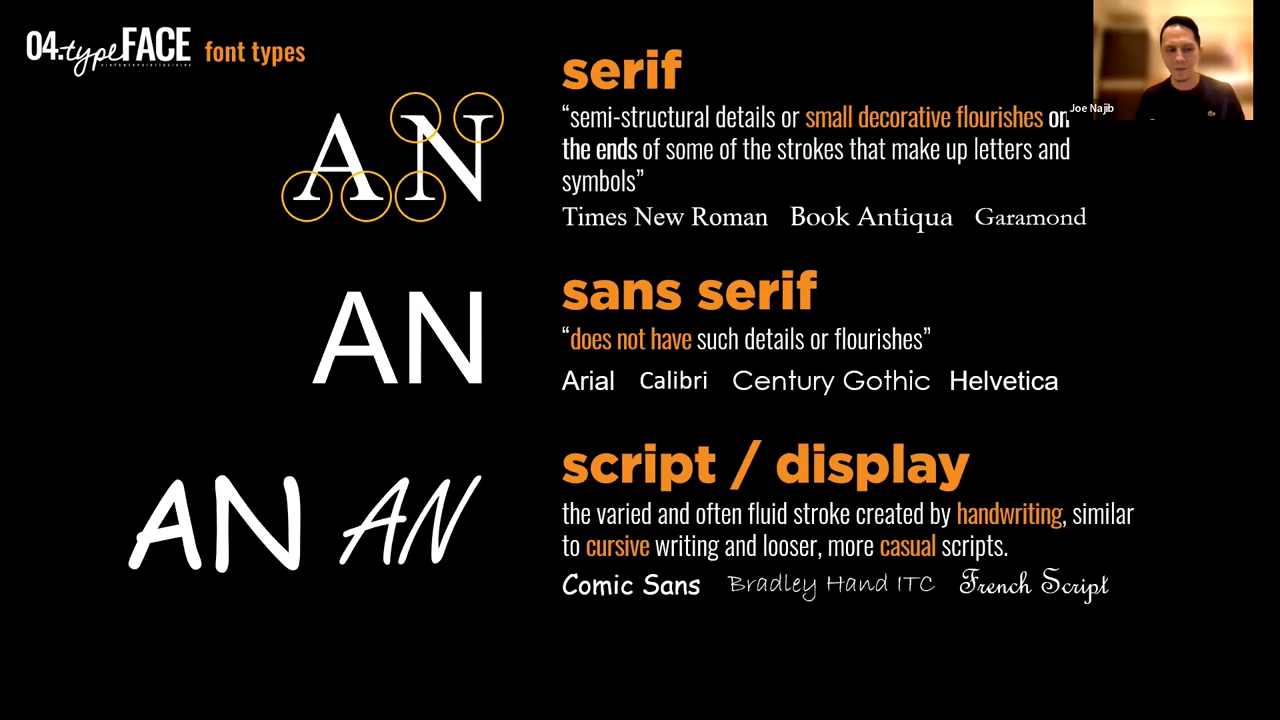 04.typeFACE font types
AN
serif
“semi-structural details or small decorative flourishes on
the ends of some of the strokes that make up letters and
symbols”
Times New Roman Book Antiqua Garamond
AN
sans serif
“does not have such details or flourishes”
Arial Calibri Century Gothic Helvetica
AN AN
script / display
the varied and often fluid stroke created by handwriting, similar
to cursive writing and looser, more casual scripts.
Comic Sans Bradley Hand ITC French Script
Joe Najib